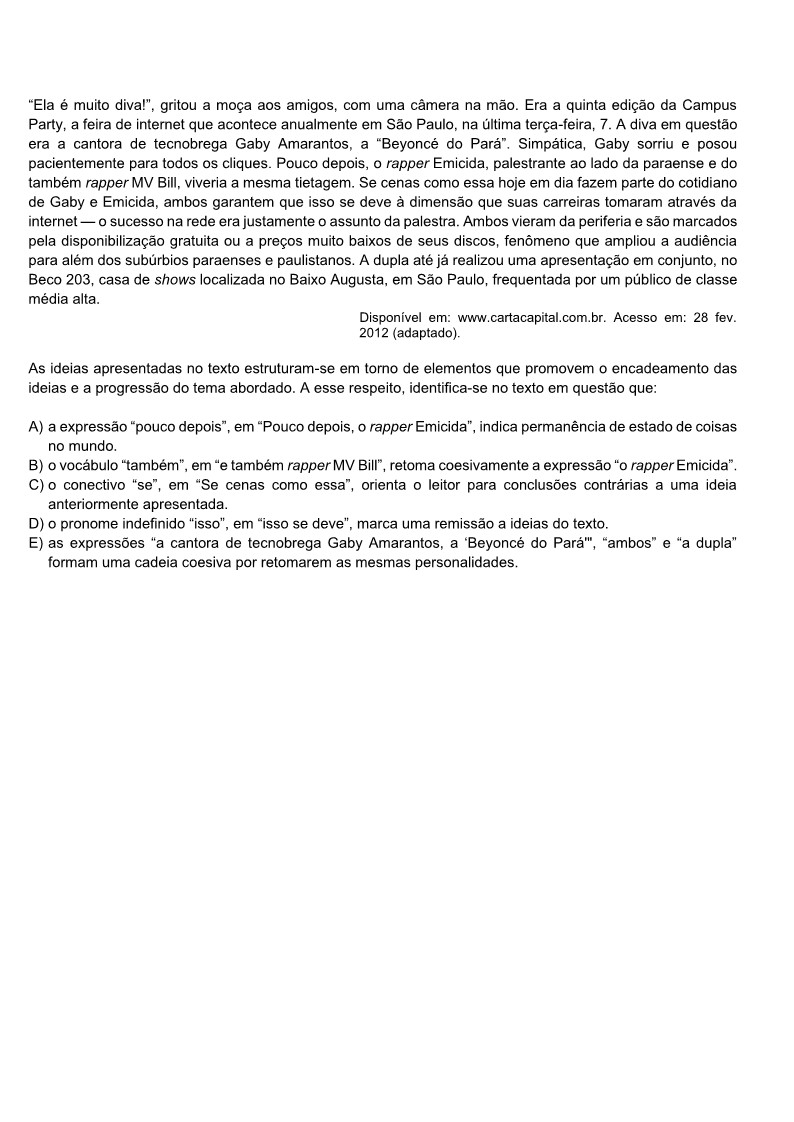 “Ela é muito diva!”, gritou a moça aos amigos, com uma câmera na mão. Era a quinta edição da Campus
Party, a feira de internet que acontece anualmente em São Paulo, na última terça-feira, 7. A diva em questão
era a cantora de tecnobrega Gaby Amarantos, a “Beyoncé do Pará”. Simpática, Gaby sorriu e posou
pacientemente para todos os cliques. Pouco depois, o rapper Emicida, palestrante ao lado da paraense e do
também rapper MV Bill, viveria a mesma tietagem. Se cenas como essa hoje em dia fazem parte do cotidiano
de Gaby e Emicida, ambos garantem que isso se deve à dimensão que suas carreiras tomaram através da
internet — o sucesso na rede era justamente o assunto da palestra. Ambos vieram da periferia e são marcados
pela disponibilização gratuita ou a preços muito baixos de seus discos, fenômeno que ampliou a audiência
para além dos subúrbios paraenses e paulistanos. A dupla até já realizou uma apresentação em conjunto, no
Beco 203, casa de shows localizada no Baixo Augusta, em São Paulo, frequentada por um público de classe
média alta.
Disponível em: www.cartacapital.com.br. Acesso em: 28 fev.
2012 (adaptado).
As ideias apresentadas no texto estruturam-se em torno de elementos que promovem o encadeamento das
ideias e a progressão do tema abordado. A esse respeito, identifica-se no texto em questão que:
A) a expressão “pouco depois”, em “Pouco depois, o rapper Emicida”, indica permanência de estado de coisas
no mundo.
B) o vocábulo “também”, em “e também rapper MV Bill”, retoma coesivamente a expressão “o rapper Emicida”.
C) o conectivo “se”, em “Se cenas como essa”, orienta o leitor para conclusões contrárias a uma ideia
anteriormente apresentada.
D) o pronome indefinido “isso”, em “isso se deve”, marca uma remissão a ideias do texto.
E) as expressões “a cantora de tecnobrega Gaby Amarantos, a ‘Beyoncé do Pará'", “ambos” e “a dupla”
formam uma cadeia coesiva por retomarem as mesmas personalidades.